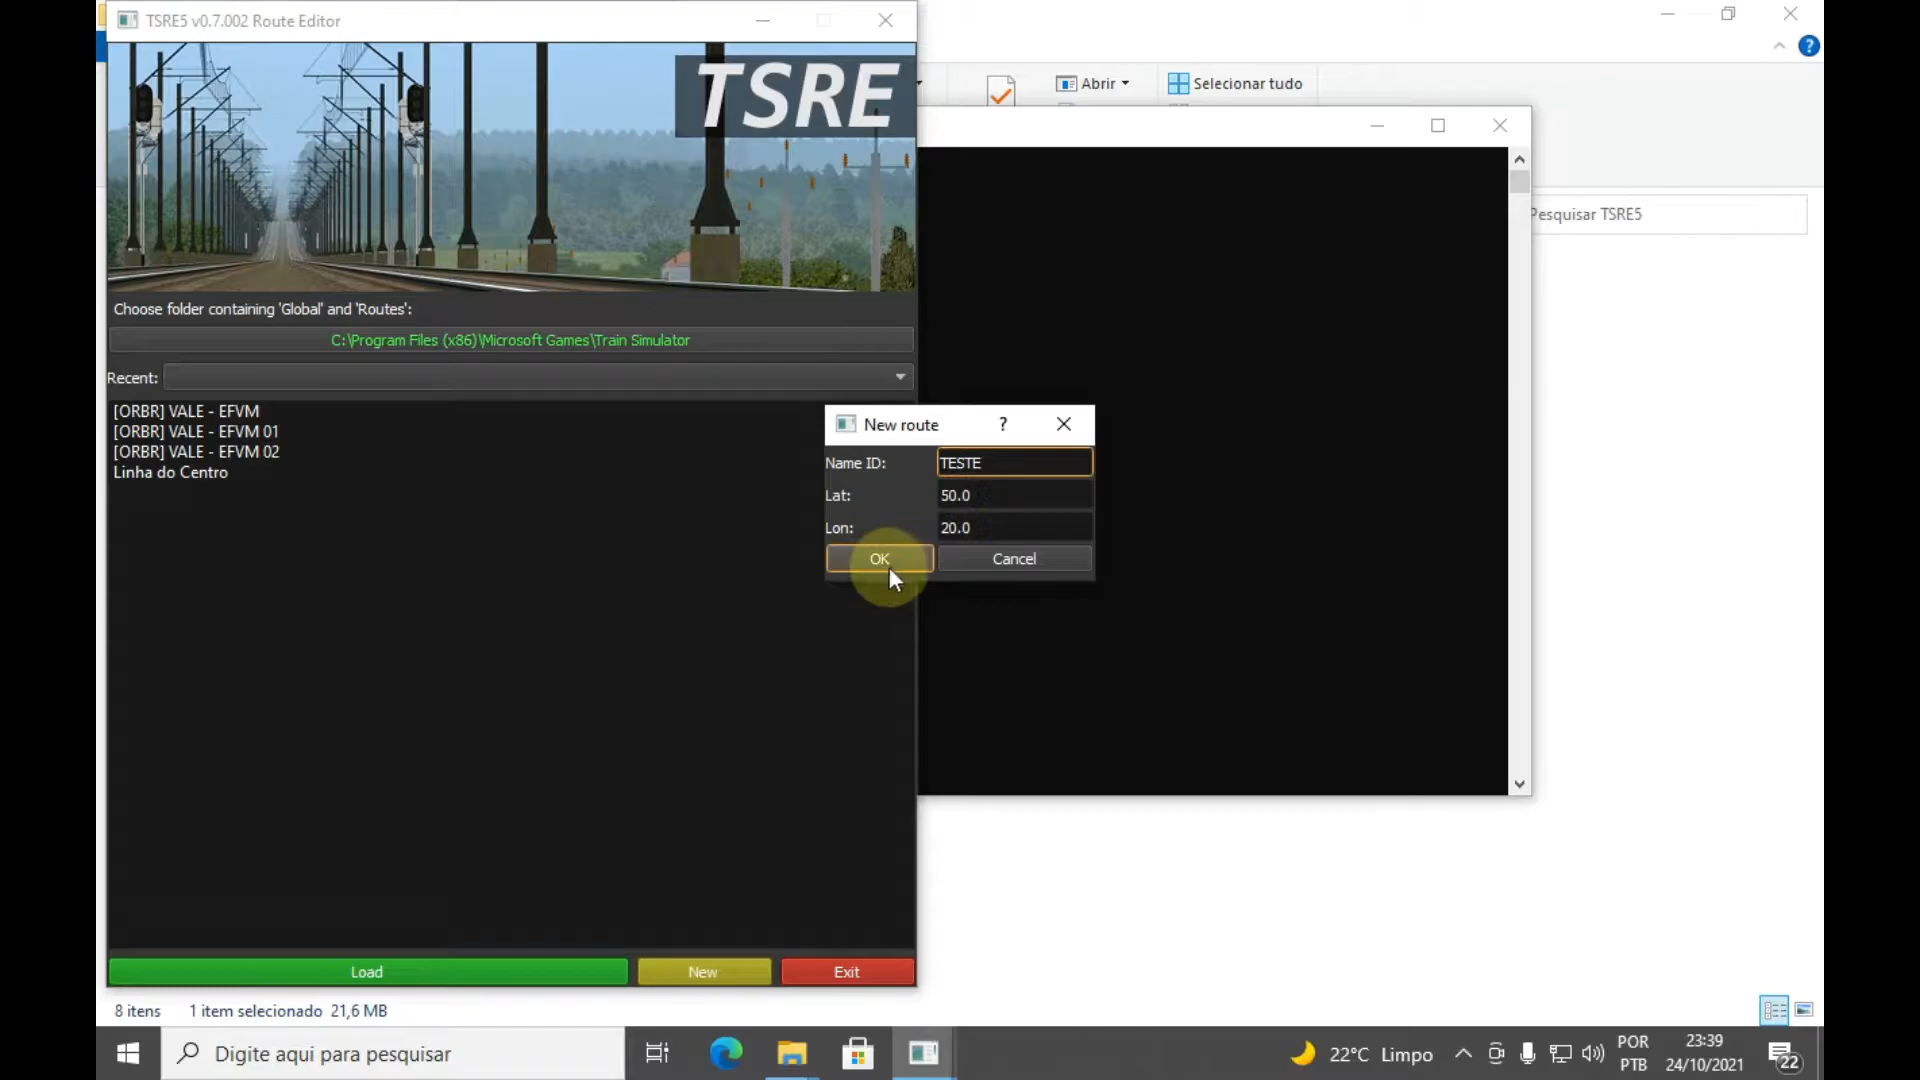 TSRE5 v0.7.002 Route Editor
TSRE
Abrir
Selecionar tudo
Pesquisar TSRE5
Choose folder containing 'Global' and 'Routes':
C:\Program Files (x86)\Microsoft Games\Train Simulator
Recent:
[ORBR] VALE - EFVM
[ORBR] VALE - EFVM 01
[ORBR] VALE - EFVM 02
Linha do Centro
New route
?
Name ID: TESTE
Lat: 50.0
Lon: 20.0
OK Cancel
Load New Exit
8 itens 1 item selecionado 21,6 MB
Digite aqui para pesquisar
22°C Limpo
POR
PTB
23:39
24/10/2021
22